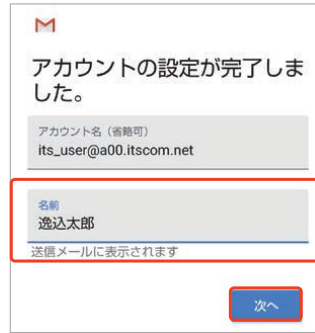 アカウントの設定が完了しま
した。
アカウント名（省略可）
its_user@a00.itscom.net
名前
逸込太郎
送信メールに表示されます
次へ